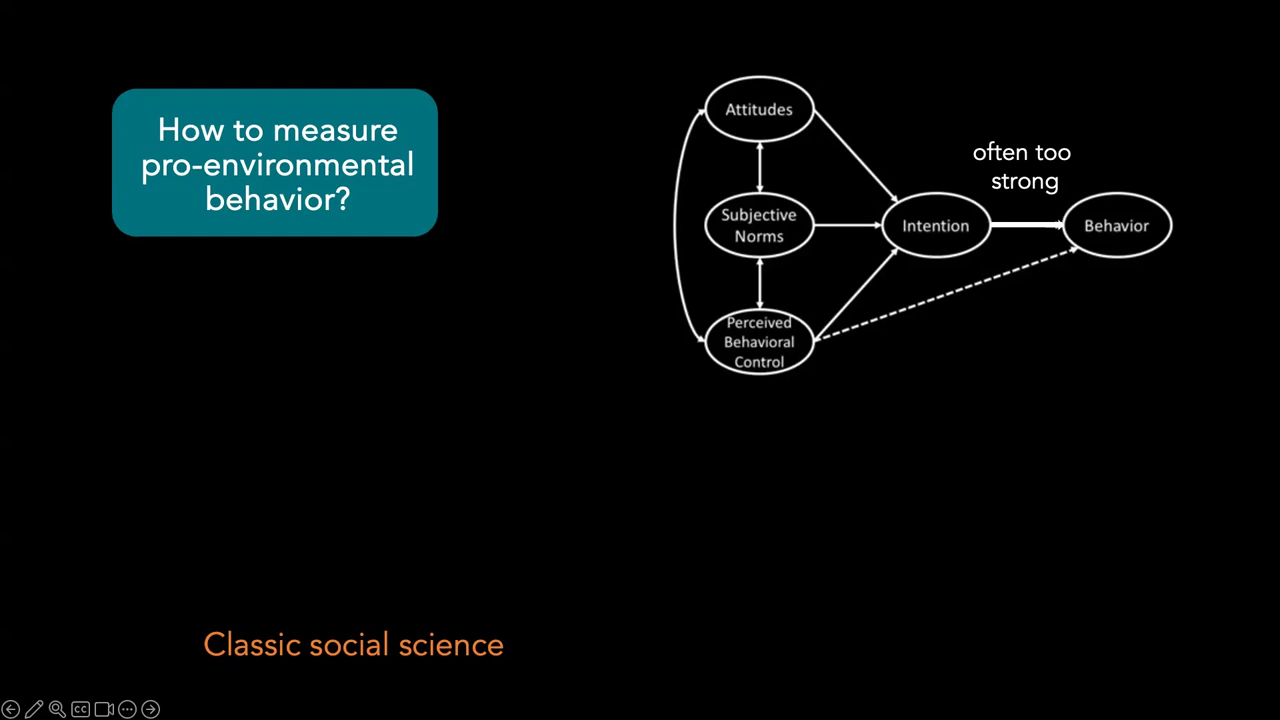 How to measure
pro-environmental
behavior?
Attitudes
often too
strong
Subjective
Norms
Intention
Behavior
Perceived
Behavioral
Control
Classic social science
CC